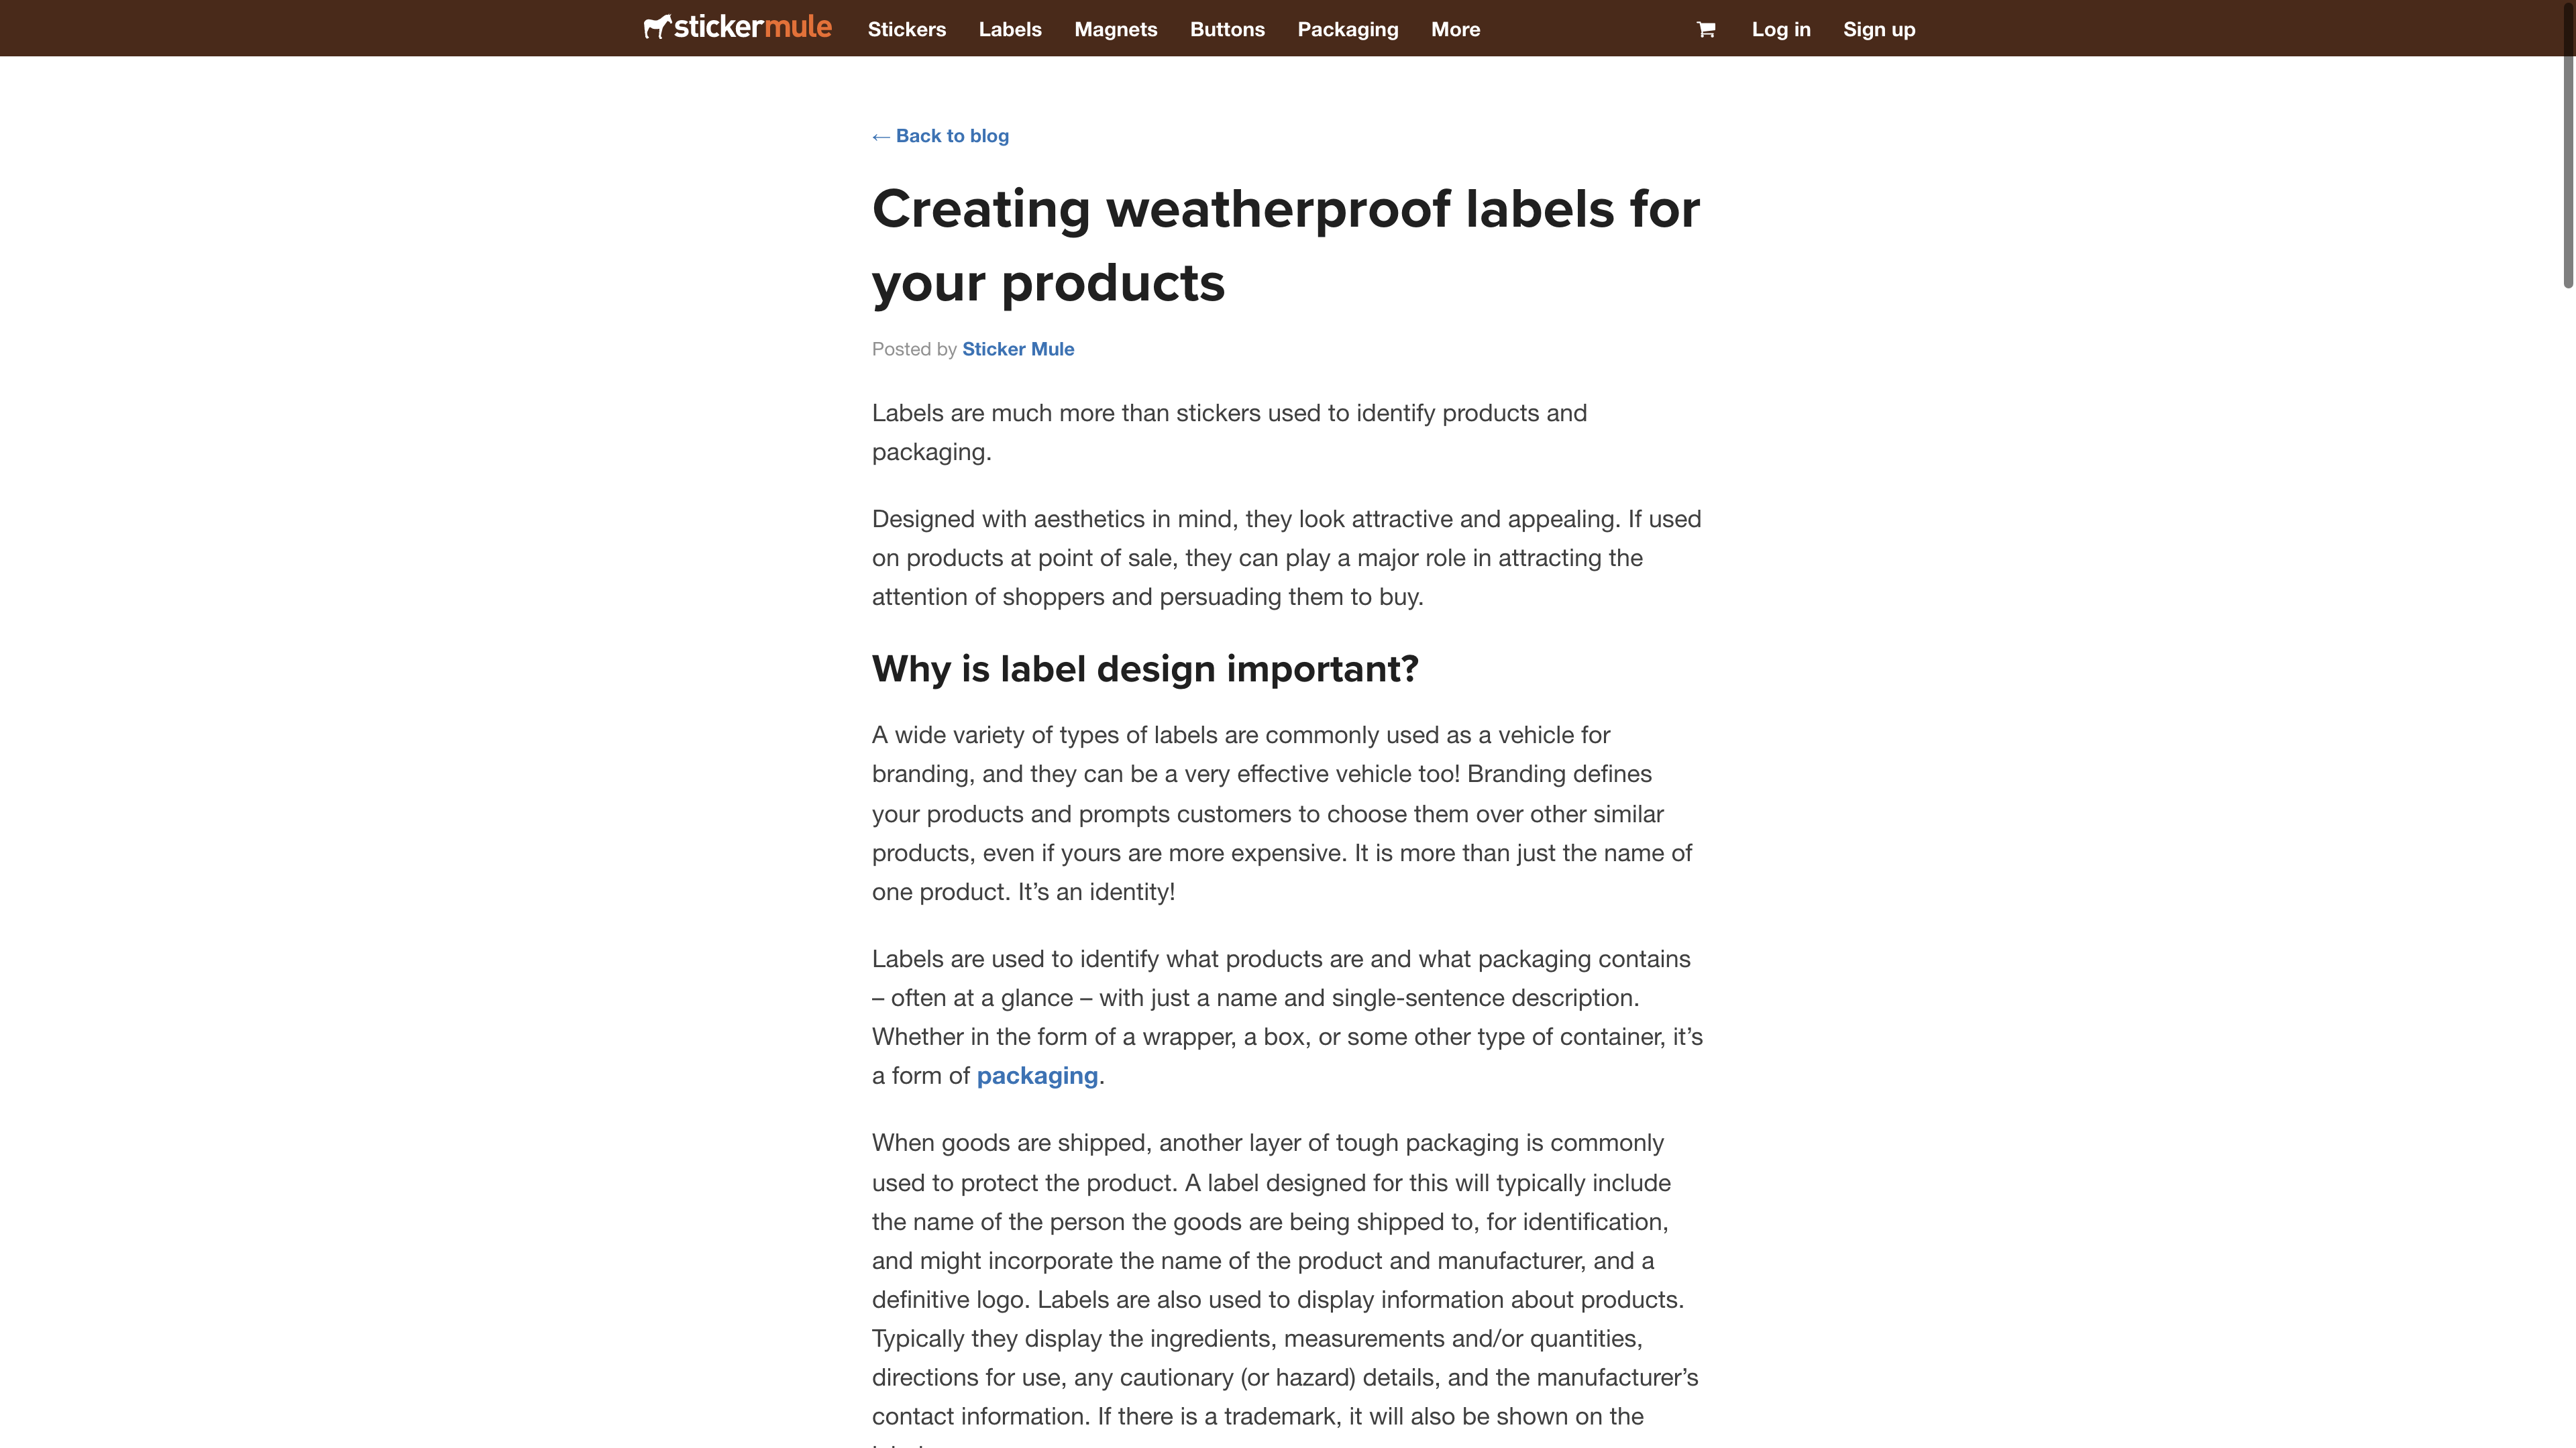 stickermule Stickers Labels Magnets Buttons Packaging More Log in Sign up
← Back to blog
Creating weatherproof labels for
your products
Posted by Sticker Mule
Labels are much more than stickers used to identify products and
packaging.
Designed with aesthetics in mind, they look attractive and appealing. If used
on products at point of sale, they can play a major role in attracting the
attention of shoppers and persuading them to buy.
Why is label design important?
A wide variety of types of labels are commonly used as a vehicle for
branding, and they can be a very effective vehicle too! Branding defines
your products and prompts customers to choose them over other similar
products, even if yours are more expensive. It is more than just the name of
one product. It’s an identity!
Labels are used to identify what products are and what packaging contains
– often at a glance – with just a name and single-sentence description.
Whether in the form of a wrapper, a box, or some other type of container, it’s
a form of packaging.
When goods are shipped, another layer of tough packaging is commonly
used to protect the product. A label designed for this will typically include
the name of the person the goods are being shipped to, for identification,
and might incorporate the name of the product and manufacturer, and a
definitive logo. Labels are also used to display information about products.
Typically they display the ingredients, measurements and/or quantities,
directions for use, any cautionary (or hazard) details, and the manufacturer’s
contact information. If there is a trademark, it will also be shown on the